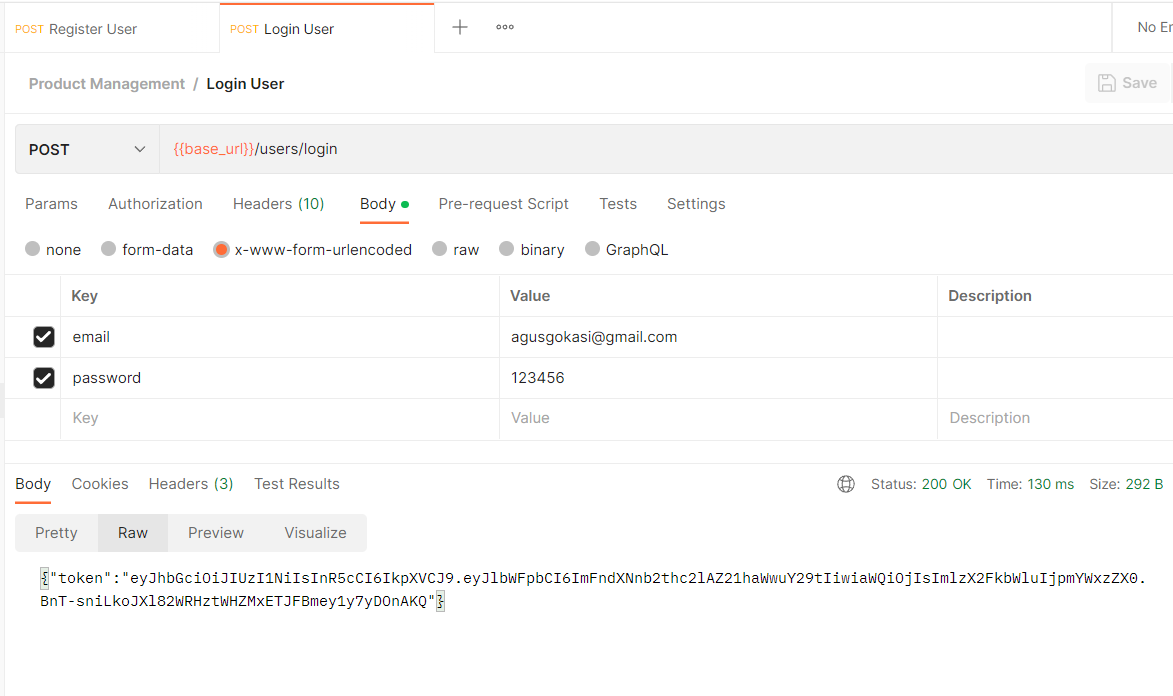 POST Register User POST Login User No En
Product Management / Login User Save
POST {{base_url}}/users/login
Params Authorization Headers (10) Body Pre-request Script Tests Settings
none form-data x-www-form-urlencoded raw binary GraphQL
Key Value Description
email agusgokasi@gmail.com
password 123456
Key Value Description
Body Cookies Headers (3) Test Results Status: 200 OK Time: 130 ms Size: 292 B
Pretty Raw Preview Visualize
{"token":"eyJhbGciOiJIUzI1NiIsInR5cCI6IkpXVCJ9.eyJlbWFpbCI6ImFndXNnb2thc2lAZ21haWwuY29tIiwiaWQiOjIsImlzX2FkbWluIjpmYWxzZX0.
BnT-sniLkoJXl82WRHztWHZMxETJFBmey1y7yDOnAKQ"}